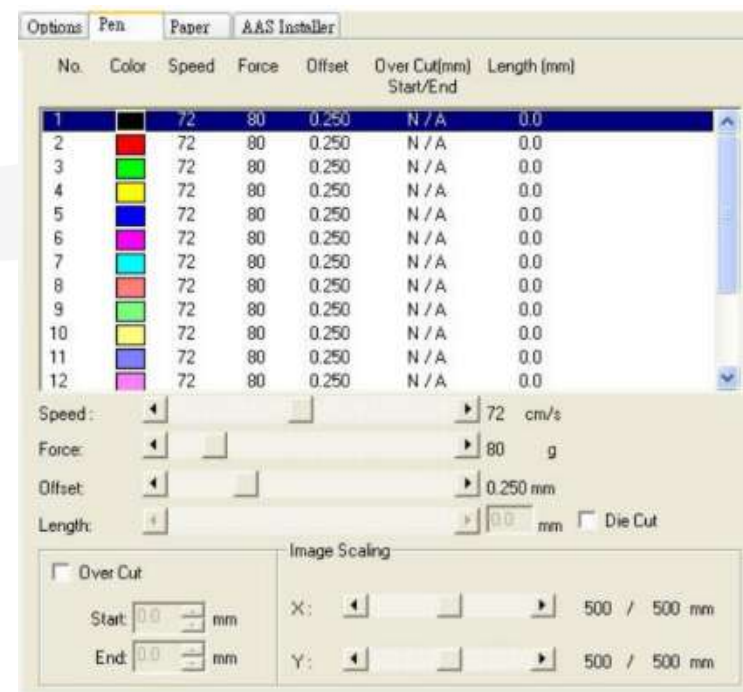 Options Pen Paper AAS Installer
No. Color Speed Force Offset Over Cut(mm) Length (mm)
Start/End
1 72 80 0.250 N / A 0.0
2 72 80 0.250 N / A 0.0
3 72 80 0.250 N / A 0.0
4 72 80 0.250 N / A 0.0
5 72 80 0.250 N / A 0.0
6 72 80 0.250 N / A 0.0
7 72 80 0.250 N / A 0.0
8 72 80 0.250 N / A 0.0
9 72 80 0.250 N / A 0.0
10 72 80 0.250 N / A 0.0
11 72 80 0.250 N / A 0.0
12 72 80 0.250 N / A 0.0
Speed : 72 cm/s
Force: 80 g
Offset: 0.250 mm
Length: 0.0 mm Die Cut
Over Cut Image Scaling
Start: 0.0 mm X : 500 / 500 mm
End: 0.0 mm Y : 500 / 500 mm